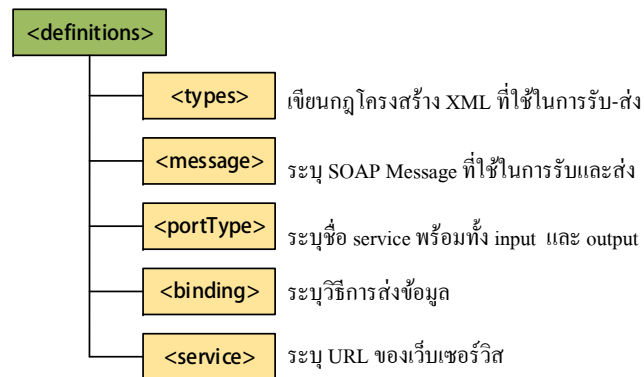 <definitions>
<types> เขียนกฎโครงสร้าง XML ที่ใช้ในการรับ-ส่ง
<message> ระบุ SOAP Message ที่ใช้ในการรับและส่ง
<portType> ระบุชื่อ service พร้อมทั้ง input และ output
<binding> ระบุวิธีการส่งข้อมูล
<service> ระบุ URL ของเว็บเซอร์วิส